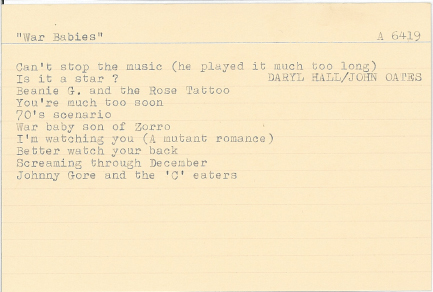 "War Babies" A 6419
Can't stop the music (he played it much too long)
Is it a star ? DARYL HALL/JOHN OATES
Beanie G. and the Rose Tattoo
You're much too soon
70's scenario
War baby son of Zorro
I'm watching you (A mutant romance)
Better watch your back
Screaming through December
Johnny Gore and the 'C' eaters